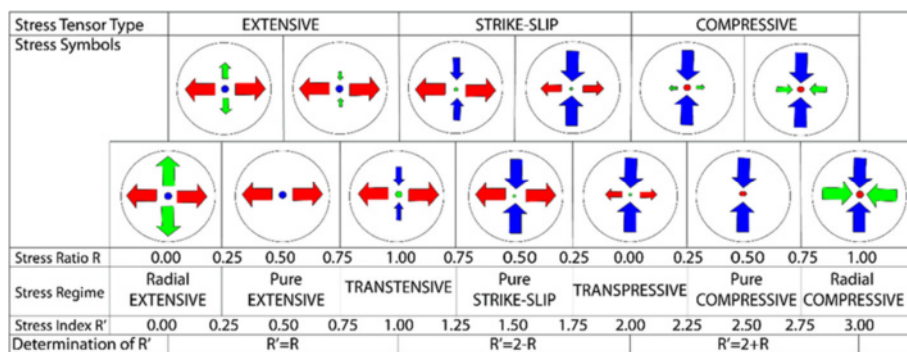 Stress Tensor Type EXTENSIVE STRIKE-SLIP COMPRESSIVE
Stress Symbols
Stress Ratio R 0.00 0.25 0.50 0.75 1.00 0.75 0.50 0.25 0.00 0.25 0.50 0.75 1.00
Stress Regime Radial EXTENSIVE Pure EXTENSIVE TRANSTENSIVE Pure STRIKE-SLIP TRANSPRESSIVE Pure COMPRESSIVE Radial COMPRESSIVE
Stress Index R' 0.00 0.25 0.50 0.75 1.00 1.25 1.50 1.75 2.00 2.25 2.50 2.75 3.00
Determination of R' R'=R R'=2-R R'=2+R